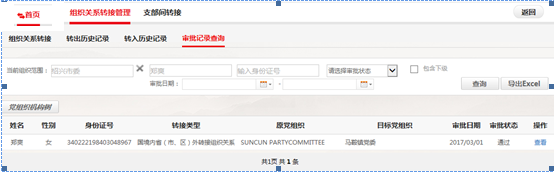 首页 组织关系转接管理 支部间转接 返回
组织关系转接 转出历史记录 转入历史记录 审批记录查询
当前组织范围： 绍兴市委 郑爽 输入身份证号 请选择审批状态 包含下级
审批日期： - 查询 导出Excel
党组织机构树
姓名 性别 身份证号 转接类型 原党组织 目标党组织 审批日期 审批状态 操作
郑爽 女 340222198403048967 国境内省（市、区）外转接组织关系 SUNCUN PARTYCOMMITTEE 马鞍镇党委 2017/03/01 通过 查看
共1页 共 1 条